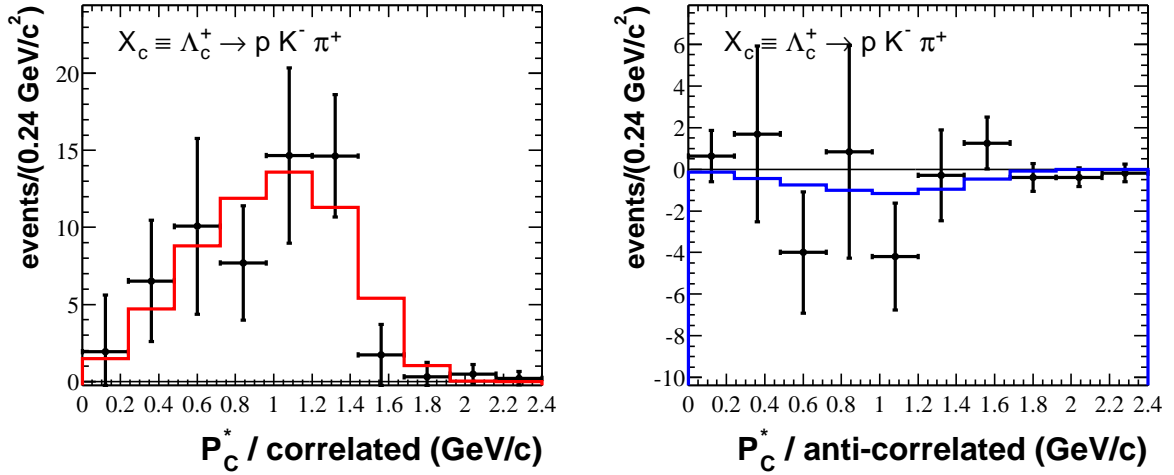 events/(0.24 GeV/c²)
X_c ≡ Λ_c⁺ → p K⁻ π⁺
20
15
10
5
0
0 0.2 0.4 0.6 0.8 1 1.2 1.4 1.6 1.8 2 2.2 2.4
P*_C / correlated (GeV/c)
events/(0.24 GeV/c²)
X_c ≡ Λ_c⁺ → p K⁻ π⁺
6
4
2
0
-2
-4
-6
-8
-10
0 0.2 0.4 0.6 0.8 1 1.2 1.4 1.6 1.8 2 2.2 2.4
P*_C / anti-correlated (GeV/c)